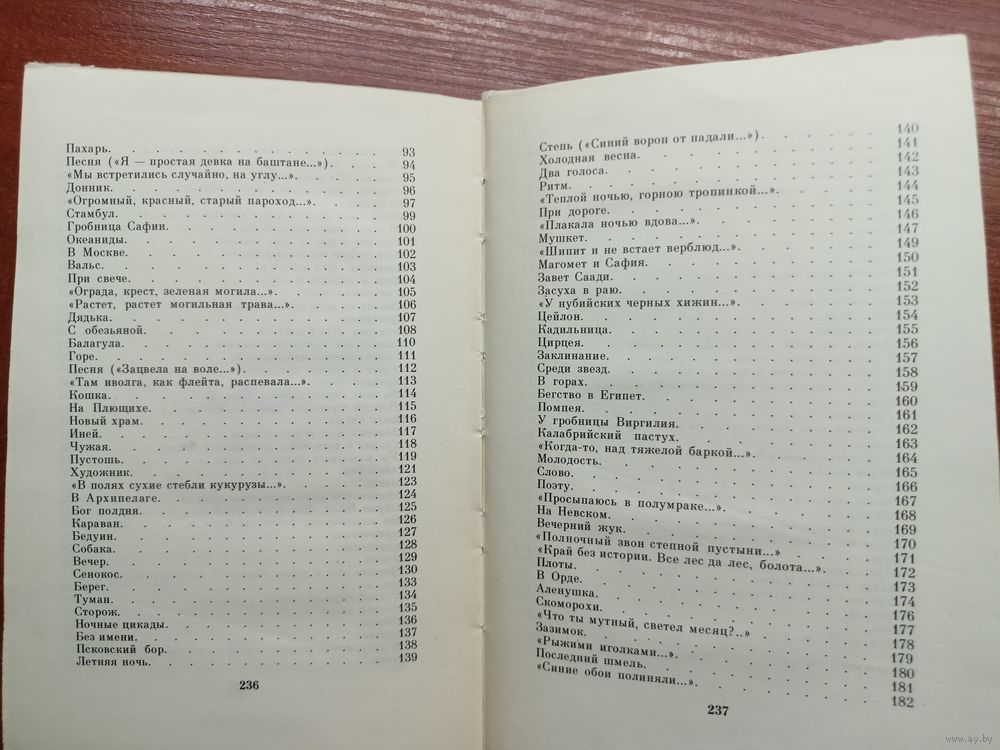 Пахарь. 93
Песня («Я — простая девка на баштане...»). 94
«Мы встретились случайно, на углу...». 95
Донник. 96
«Огромный, красный, старый пароход...». 97
Стамбул. 99
Гробница Сафии. 100
Океаниды. 101
В Москве. 102
Вальс. 103
При свече. 104
«Ограда, крест, зеленая могила...». 105
«Растет, растет могильная трава...». 106
Дядька. 107
С обезьяной. 108
Балагула. 110
Горе. 111
Песня («Зацвела на воле...»). 112
«Там иволга, как флейта, распевала...». 113
Кошка. 114
На Плющихе. 115
Новый храм. 116
Иней. 117
Чужая. 118
Пустошь. 119
Художник. 121
«В полях сухие стебли кукурузы...». 123
В Архипелаге. 124
Бог полдня. 125
Караван. 126
Бедуин. 127
Собака. 128
Вечер. 129
Сенокос. 130
Берег. 133
Туман. 134
Сторож. 135
Ночные цикады. 136
Без имени. 137
Псковский бор. 138
Летняя ночь. 139
236
Степь («Синий ворон от падали...»). 140
Холодная весна. 141
Два голоса. 142
Ритм. 143
«Теплой ночью, горною тропинкой...». 144
При дороге. 145
«Плакала ночью вдова...». 146
Мушкет. 147
«Шипит и не встает верблюд...». 149
Магомет и Сафия. 150
Завет Саади. 151
Засуха в раю. 152
«У нубийских черных хижин...». 153
Цейлон. 154
Кадильница. 155
Цирцея. 156
Заклинание. 157
Среди звезд. 158
В горах. 159
Бегство в Египет. 160
Помпея. 161
У гробницы Виргилия. 162
Калабрийский пастух. 163
«Когда-то, над тяжелой баркой...». 164
Молодость. 165
Слово. 166
Поэту. 167
«Просыпаюсь в полумраке...». 168
На Невском. 169
Вечерний жук. 170
«Полночный звон степной пустыни...» 171
«Край без истории. Все лес да лес, болота...». 172
Плоты. 173
В Орде. 174
Аленушка. 176
Скоморохи. 177
«Что ты мутный, светел месяц?..» 178
Зазимок. 179
«Рыжими иголками...». 180
Последний шмель. 181
«Синие обои полиняли...». 182
237
www.ay.by